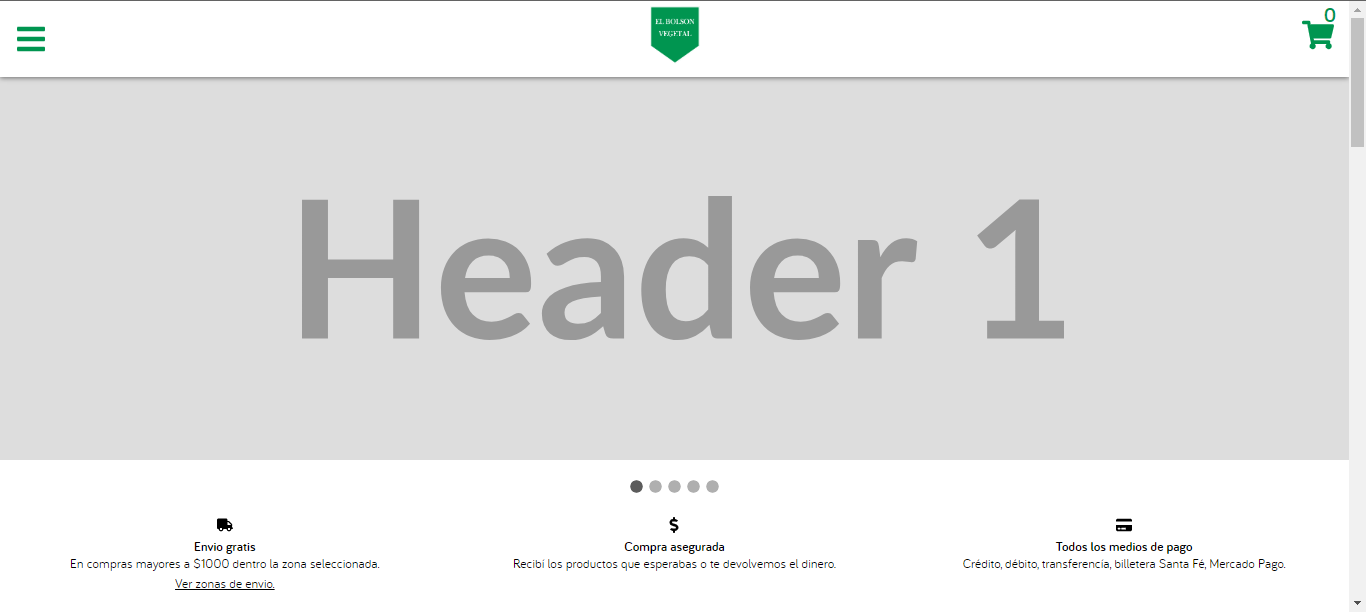 EL BOLSON
VEGETAL
0
Header 1
Envio gratis
En compras mayores a $1000 dentro la zona seleccionada.
Ver zonas de envio.
Compra asegurada
Recibí los productos que esperabas o te devolvemos el dinero.
Todos los medios de pago
Crédito, débito, transferencia, billetera Santa Fé, Mercado Pago.